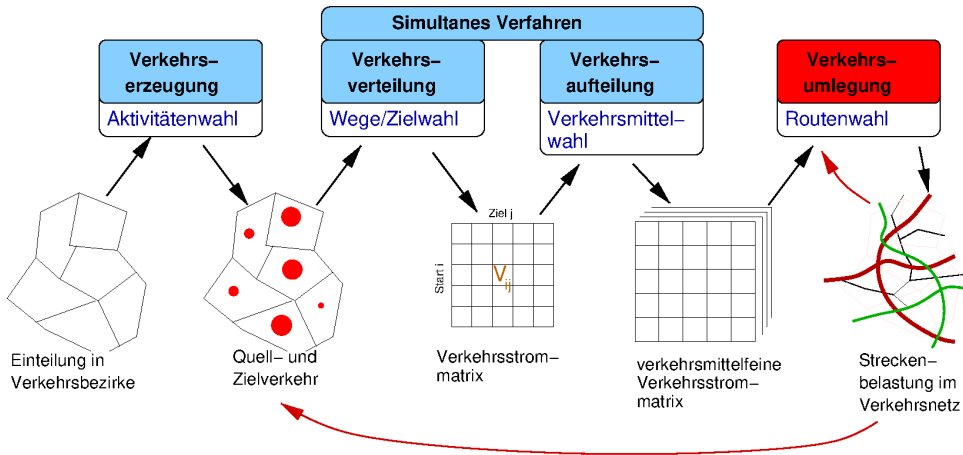 Simultanes Verfahren
Verkehrs–
erzeugung
Aktivitätenwahl
Verkehrs–
verteilung
Wege/Zielwahl
Verkehrs–
aufteilung
Verkehrsmittel–
wahl
Verkehrs–
umlegung
Routenwahl
Einteilung in
Verkehrsbezirke
Quell– und
Zielverkehr
Ziel j
Start i
Vij
Verkehrsstrom–
matrix
verkehrsmittelfeine
Verkehrsstrom–
matrix
Strecken–
belastung im
Verkehrsnetz